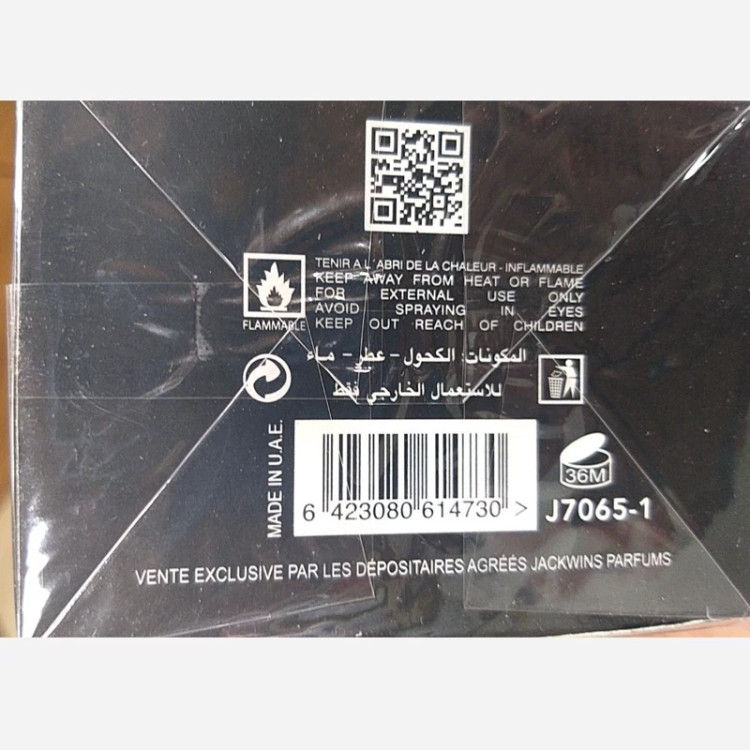 TENIR A L'ABRI DE LA CHALEUR - INFLAMMABLE
KEEP AWAY FROM HEAT OR FLAME
FOR EXTERNAL USE ONLY
AVOID SPRAYING IN EYES
KEEP OUT REACH OF CHILDREN
FLAMMABLE
المكونات: الكحول - عطر - ماء
للاستعمال الخارجي فقط
MADE IN U.A.E.
6 423080 614730 >
36M
J7065-1
VENTE EXCLUSIVE PAR LES DÉPOSITAIRES AGRÉÉS JACKWINS PARFUMS